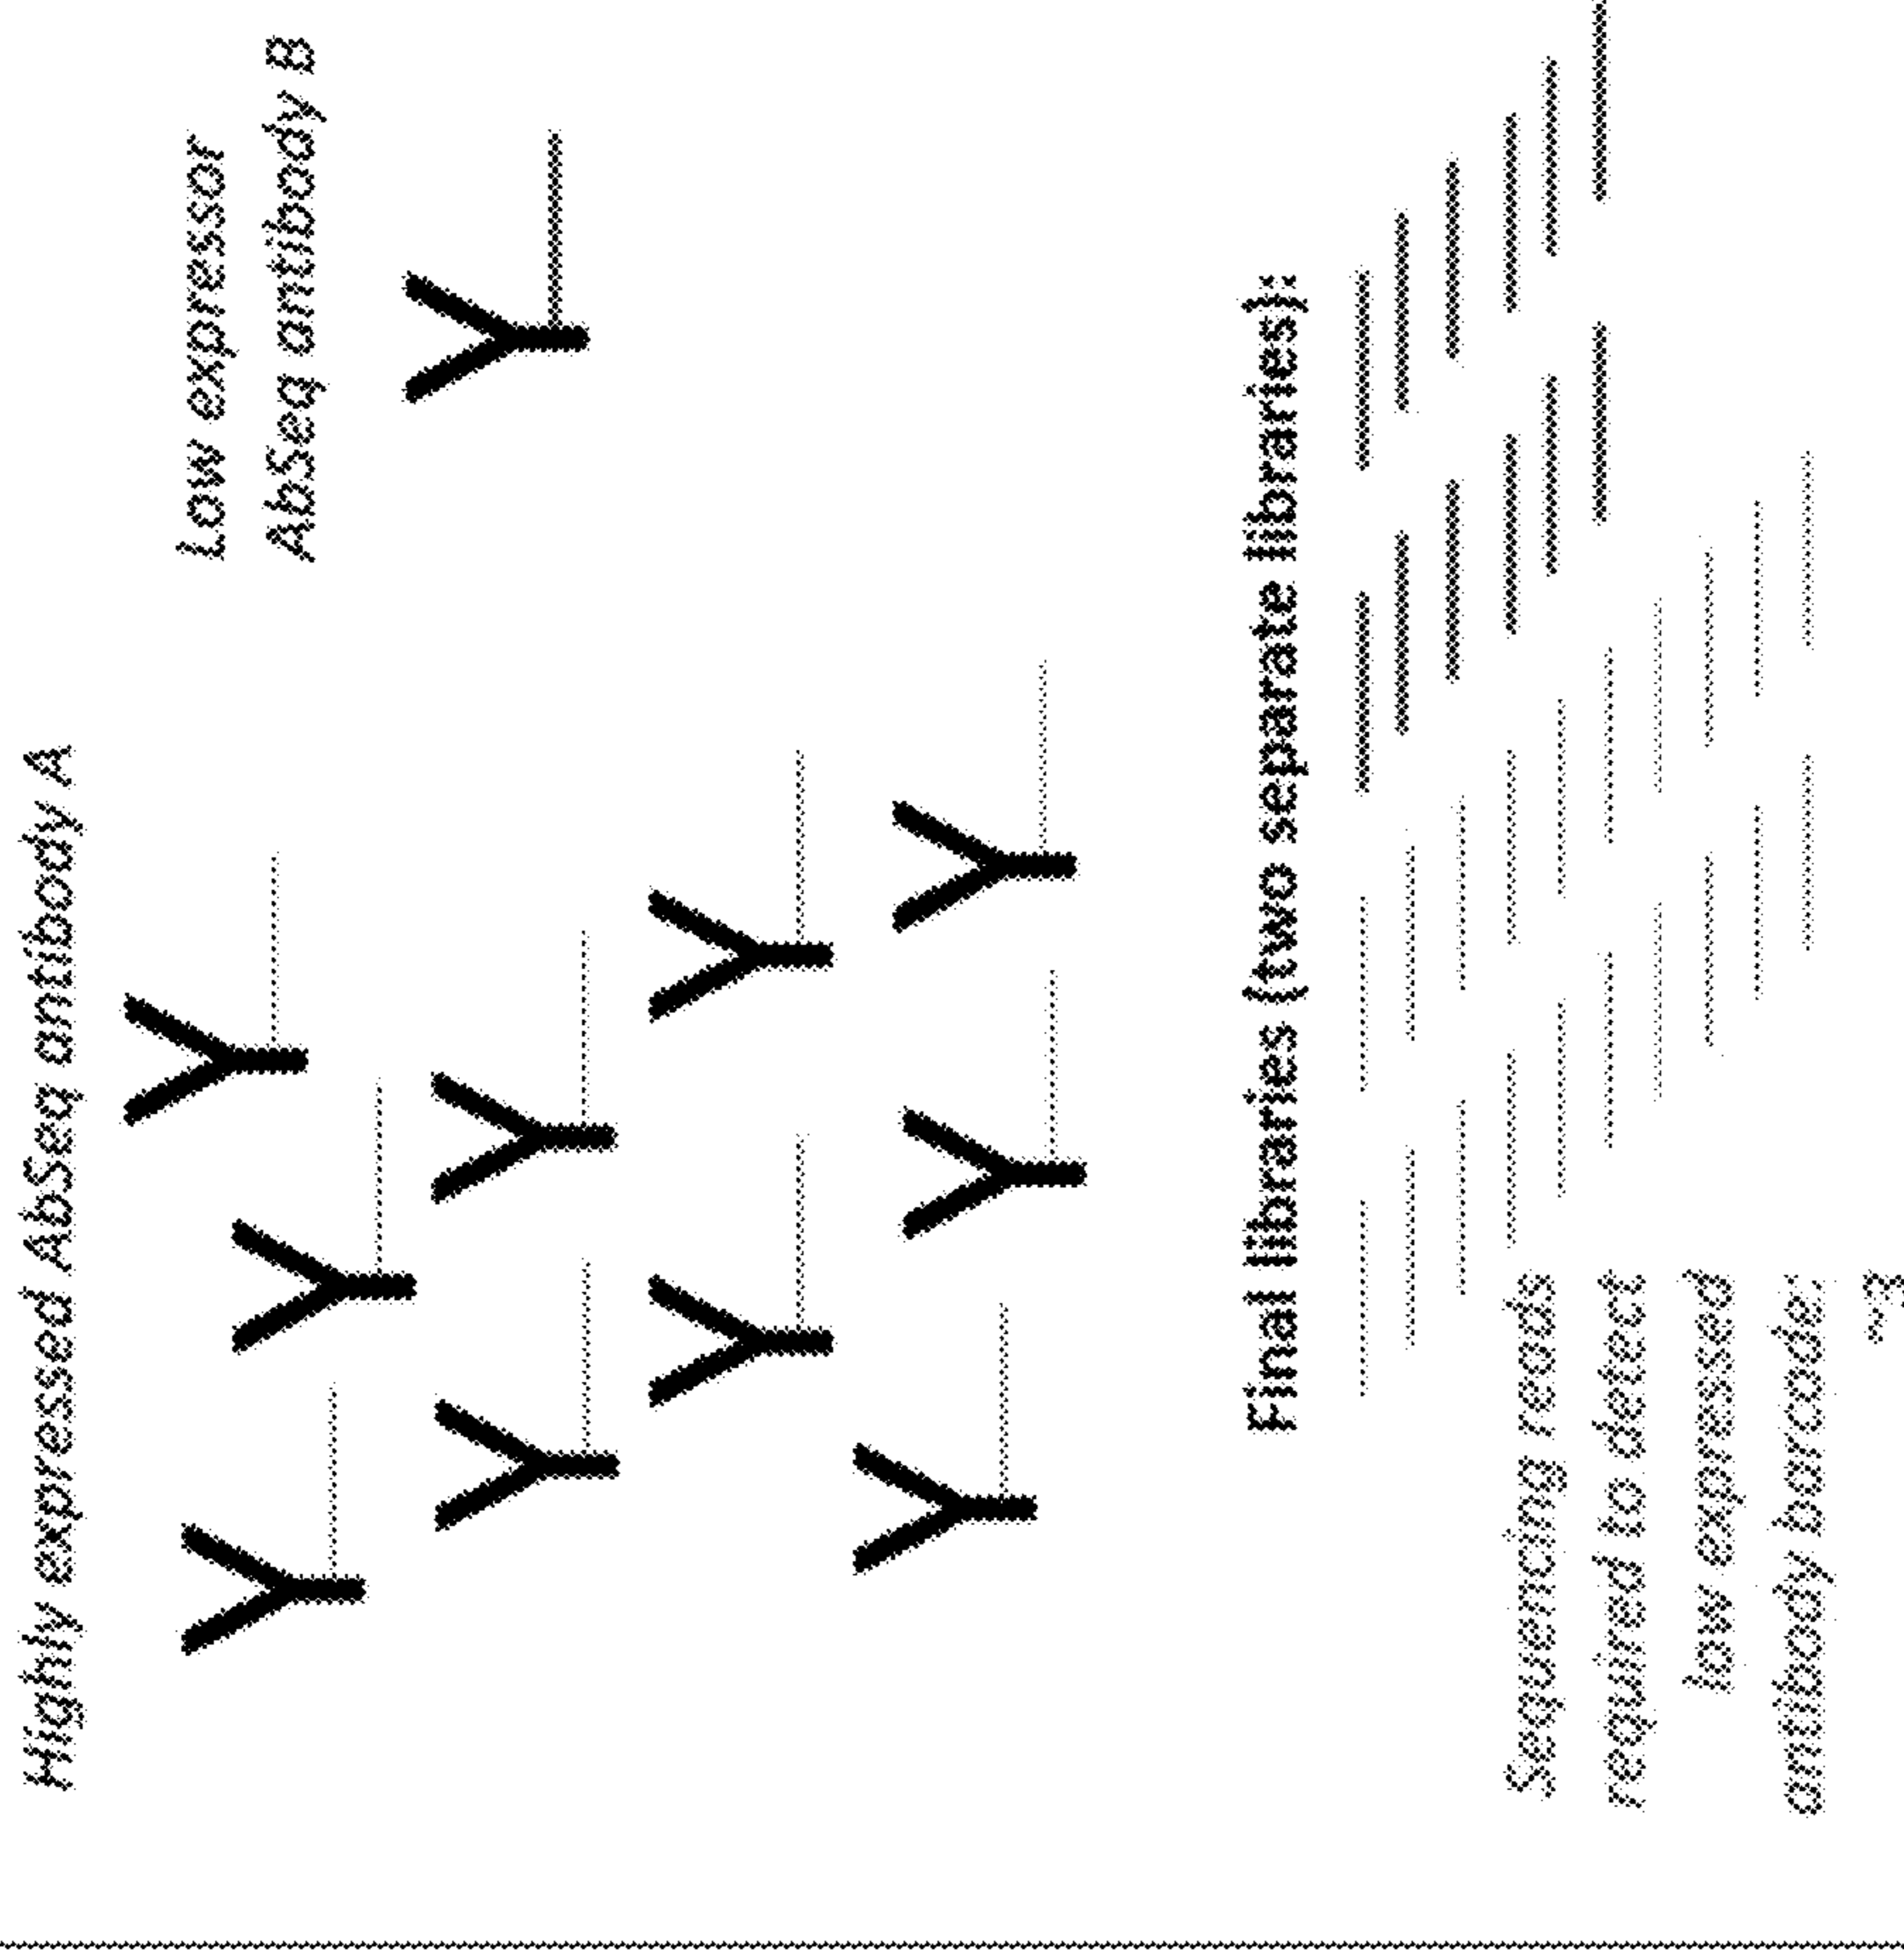 Highly expressed AbSeq antibody A
Low expressor
AbSeq antibody B
Final libraries (two separate libraries):
Sequencing reads
required to detect
low expressed
antibody barcode: